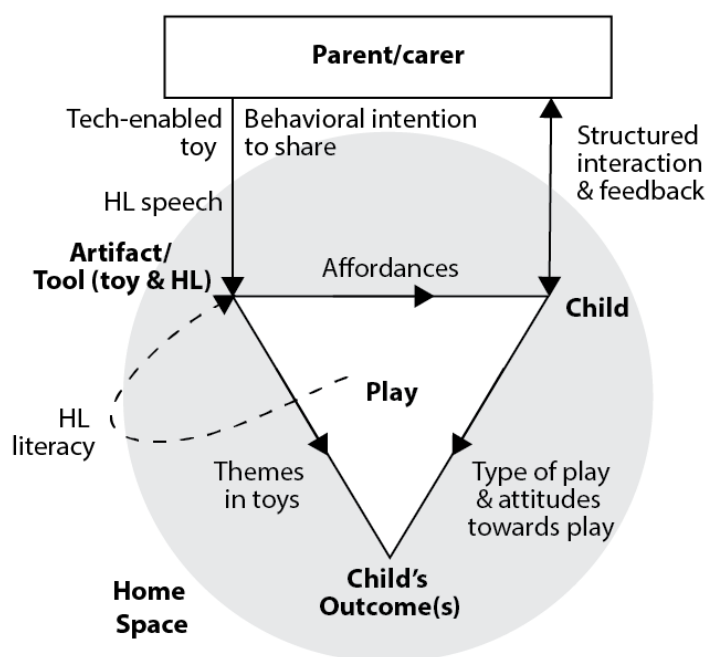 Parent/carer
Tech-enabled
toy
Behavioral intention
to share
Structured
interaction
& feedback
HL speech
Artifact/
Tool (toy & HL)
Affordances
Child
Play
HL
literacy
Themes
in toys
Type of play
& attitudes
towards play
Child’s
Outcome(s)
Home
Space